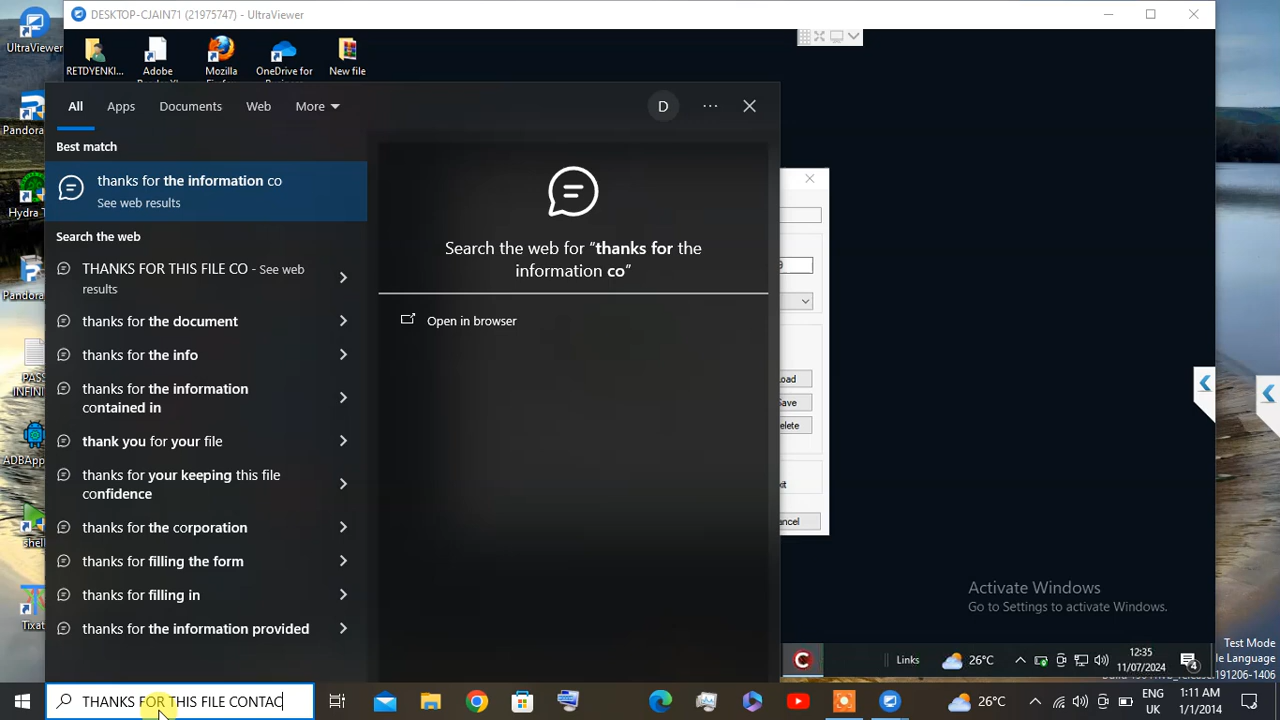 DESKTOP-CJAIN71 (21975747) - UltraViewer
UltraViewer
RETDYENKI...
Adobe
Mozilla
OneDrive for
New file
All
Apps
Documents
Web
More
D
Best match
thanks for the information co
See web results
Search the web
THANKS FOR THIS FILE CO - See web
results
thanks for the document
thanks for the info
thanks for the information
contained in
thank you for your file
thanks for your keeping this file
confidence
thanks for the corporation
thanks for filling the form
thanks for filling in
thanks for the information provided
Search the web for “thanks for the
information co”
Open in browser
Pandora
Hydra T
Pandora
PAS
INFINI
ADBApp
shell
Tixat
Activate Windows
Go to Settings to activate Windows.
Links
26°C
12:35
11/07/2024
4
Test Mode
191206-1406
THANKS FOR THIS FILE CONTAC
26°C
ENG
UK
1:11 AM
1/1/2014